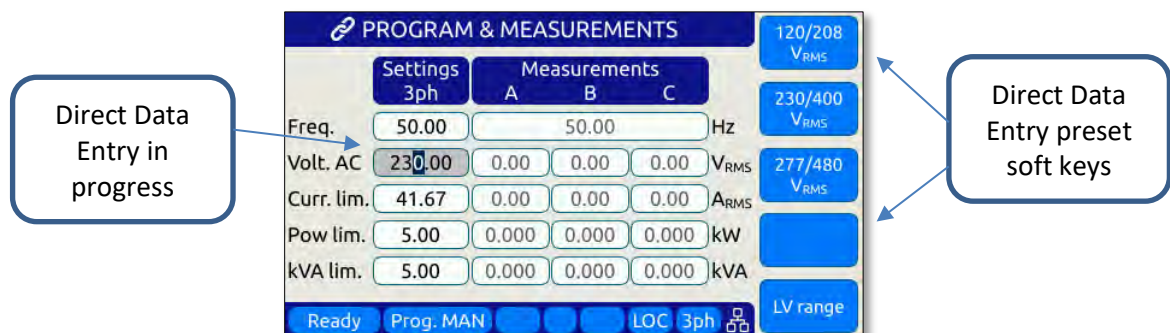 PROGRAM & MEASUREMENTS
Settings
3ph
Measurements
A B C
Freq. 50.00 50.00 Hz
Volt. AC 230.00 0.00 0.00 0.00 VRMS
Curr. lim. 41.67 0.00 0.00 0.00 ARMS
Pow lim. 5.00 0.000 0.000 0.000 kW
kVA lim. 5.00 0.000 0.000 0.000 kVA
Ready Prog. MAN LOC 3ph
120/208
VRMS
230/400
VRMS
277/480
VRMS
LV range
Direct Data
Entry in
progress
Direct Data
Entry preset
soft keys